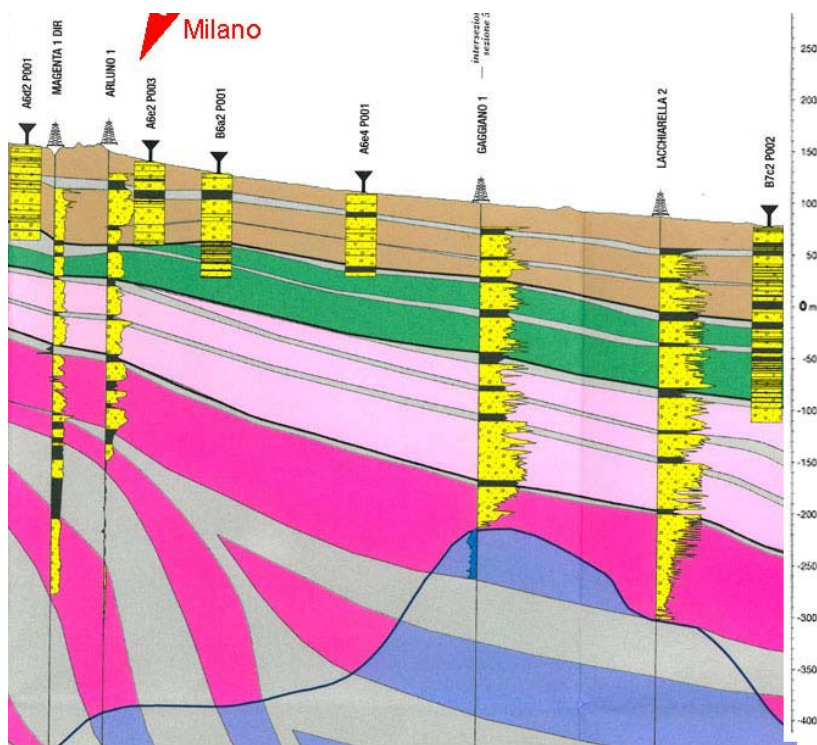 Milano
A6d2 P001
MAGENTA 1 DIR
ARLUNO 1
A6e2 P003
B6a2 P001
A6e4 P001
intersezione
sezione 5
GAGGIANO 1
LACCHIARELLA 2
B7c2 P002
250
200
150
100
50
0 m
-50
-100
-150
-200
-250
-300
-350
-400